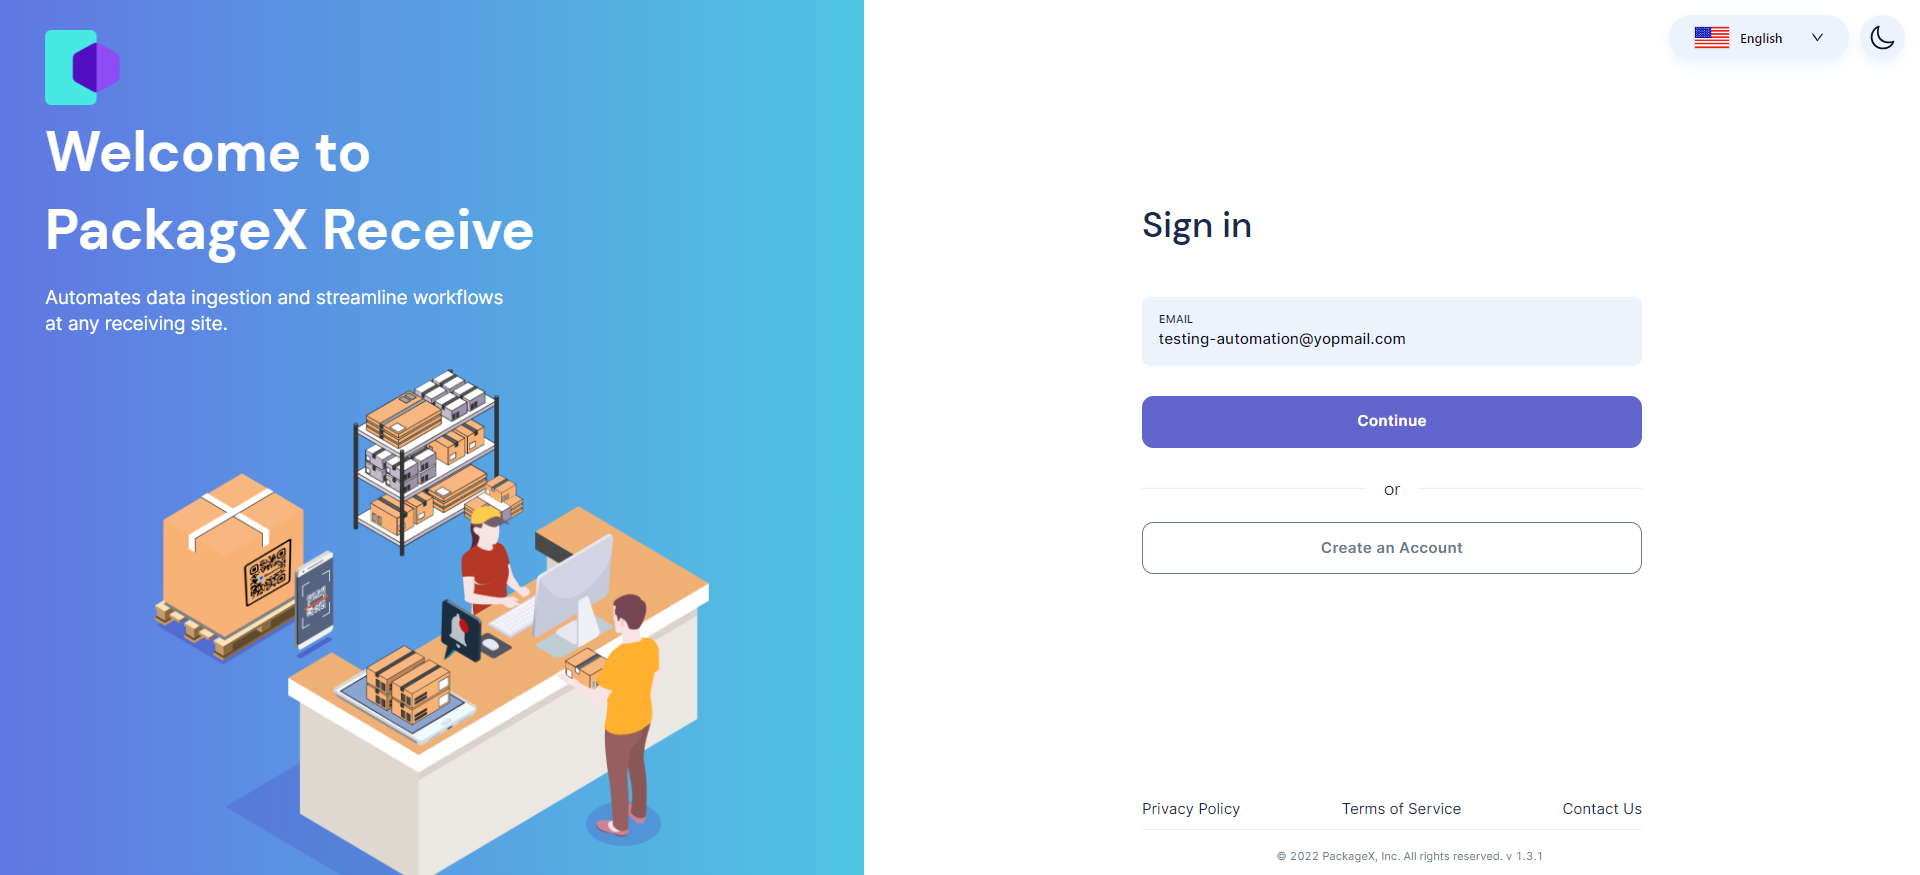 Welcome to
PackageX Receive
Automates data ingestion and streamline workflows
at any receiving site.
English
Sign in
EMAIL
testing-automation@yopmail.com
Continue
or
Create an Account
Privacy Policy
Terms of Service
Contact Us
© 2022 PackageX, Inc. All rights reserved. v 1.3.1